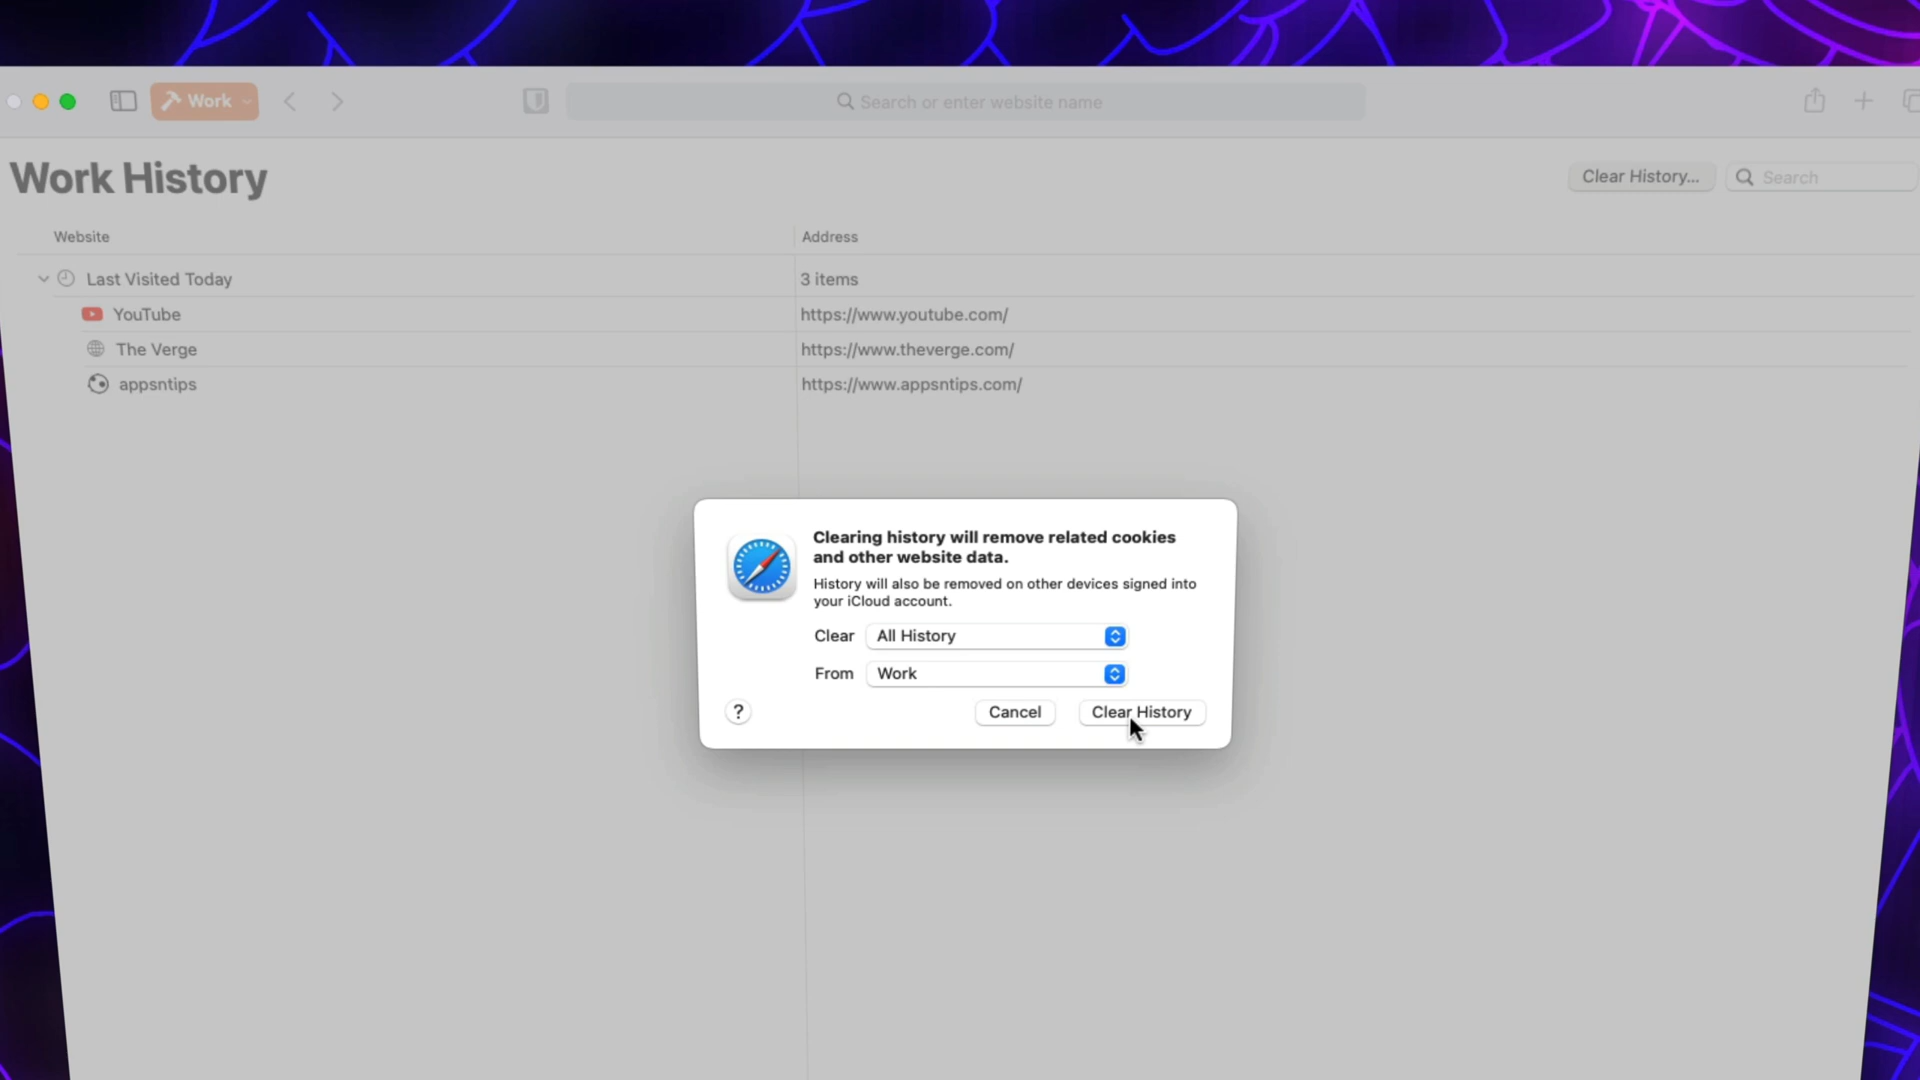 Work
Search or enter website name
Work History
Clear History...
Search
Website
Address
Last Visited Today
3 items
YouTube
https://www.youtube.com/
The Verge
https://www.theverge.com/
appsntips
https://www.appsntips.com/
Clearing history will remove related cookies
and other website data.
History will also be removed on other devices signed into
your iCloud account.
Clear
All History
From
Work
?
Cancel
Clear History